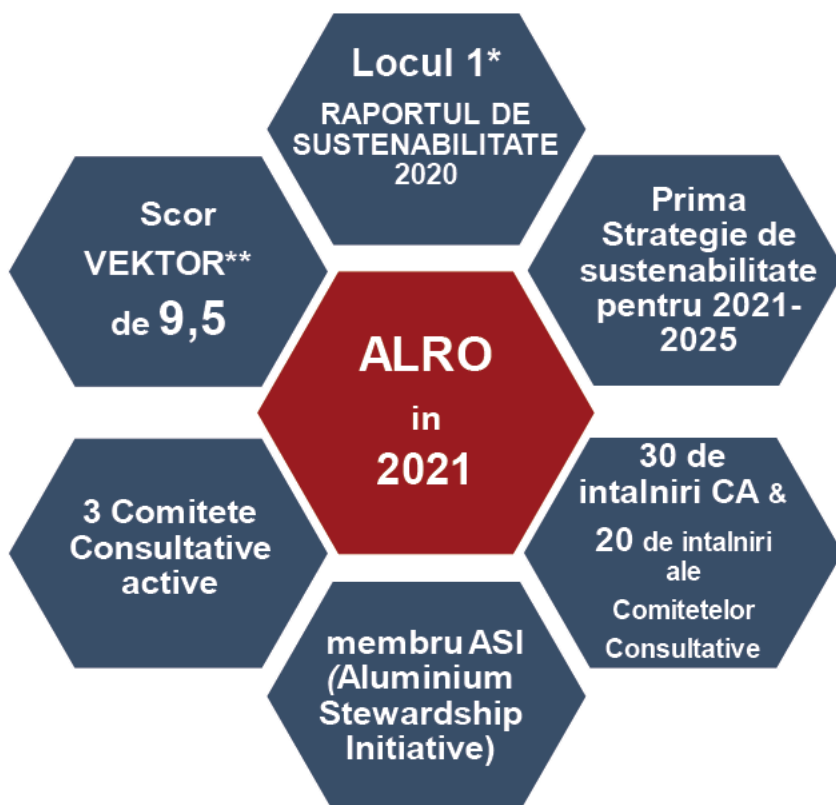 Locul 1*
RAPORTUL DE
SUSTENABILITATE
2020
Prima
Strategie de
sustenabilitate
pentru 2021-
2025
30 de
intalniri CA &
20 de intalniri
ale
Comitetelor
Consultative
membru ASI
(Aluminium
Stewardship
Initiative)
3 Comitete
Consultative
active
Scor
VEKTOR**
de 9,5
ALRO
in
2021